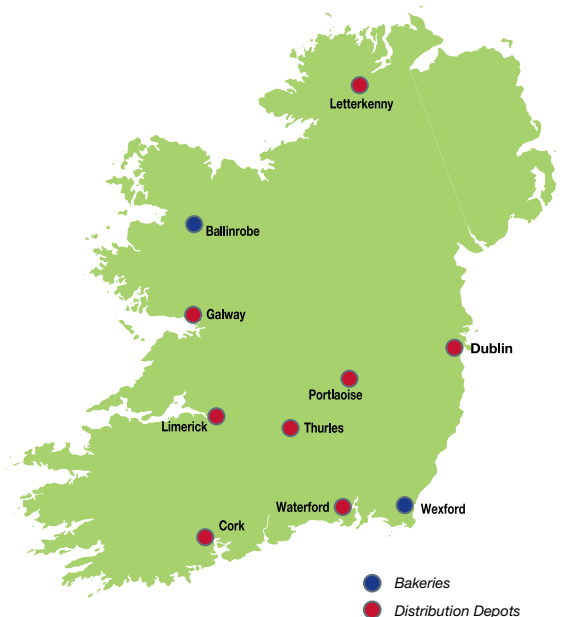 Letterkenny
Ballinrobe
Galway
Dublin
Portlaoise
Limerick
Thurles
Waterford
Wexford
Cork
Bakeries
Distribution Depots